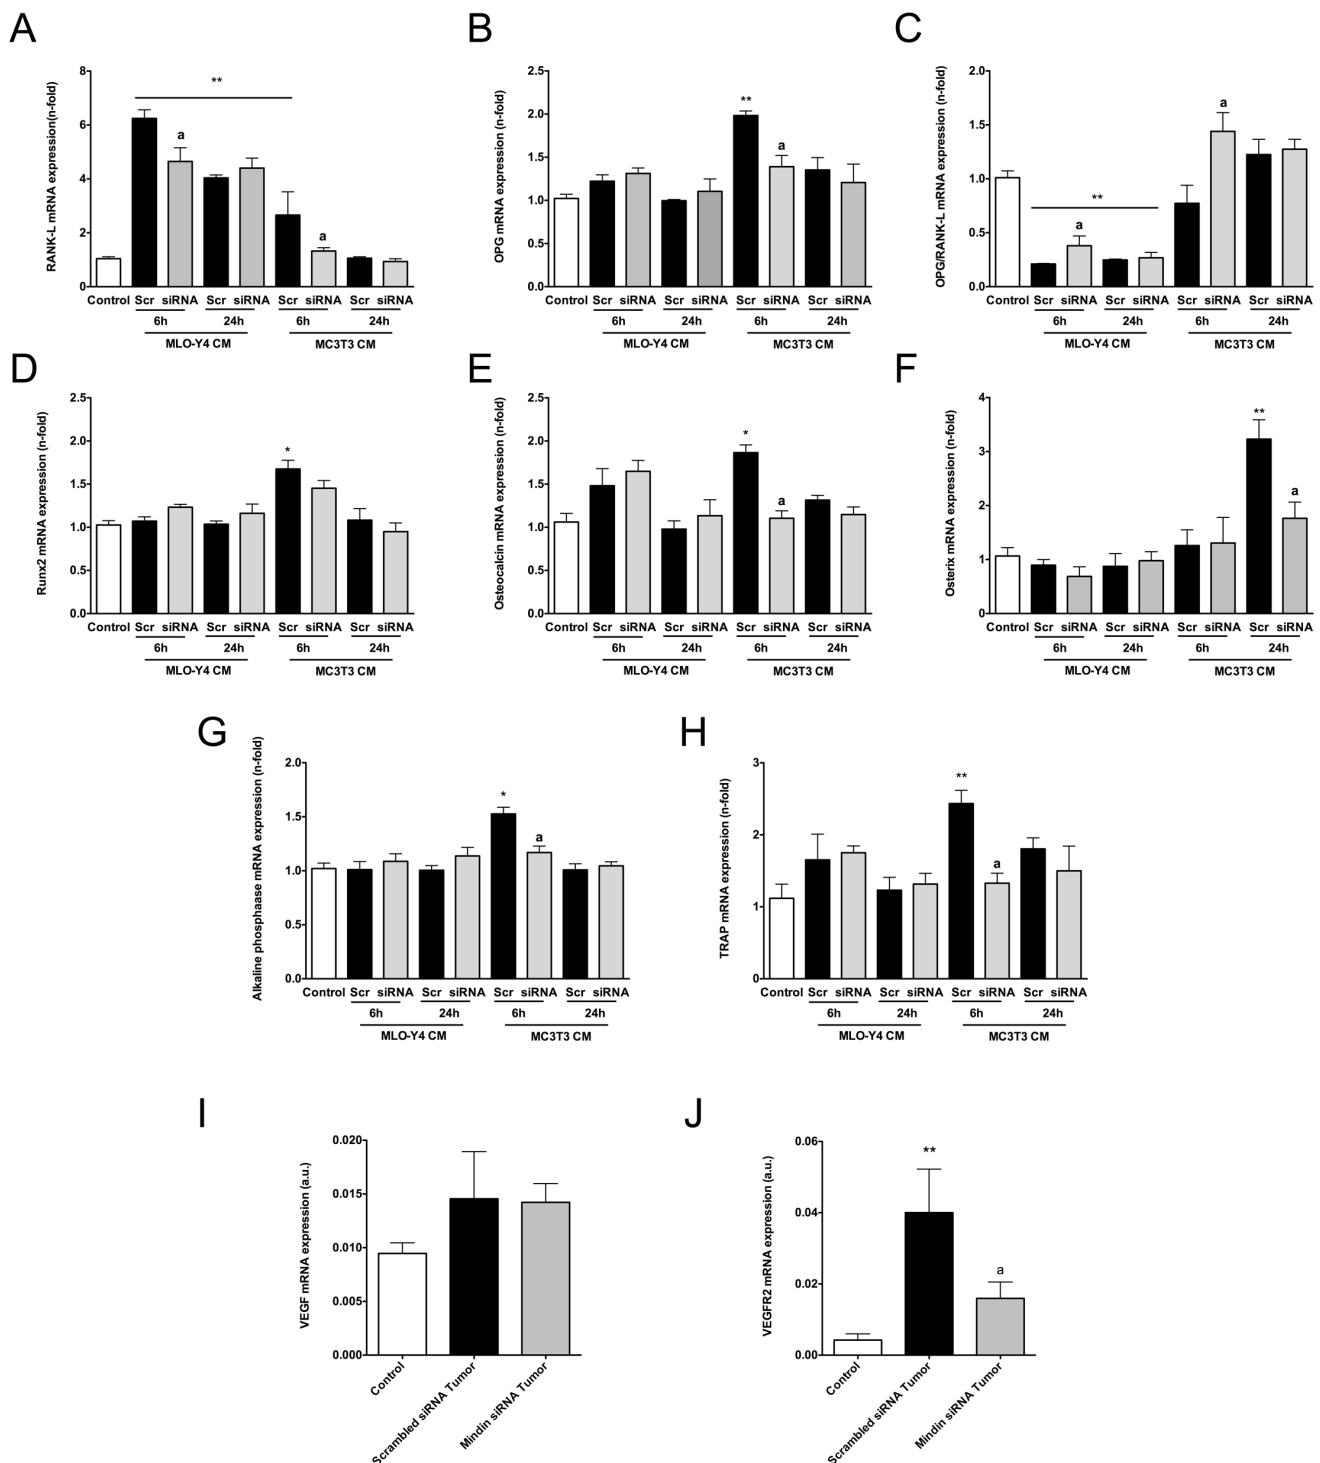 A
RANK-L mRNA expression(n-fold)
8
6
4
2
0
**
a
a
Control Scr siRNA Scr siRNA Scr siRNA Scr siRNA
6h 24h 6h 24h
MLO-Y4 CM MC3T3 CM
B
OPG mRNA expression (n-fold)
2.5
2.0
1.5
1.0
0.5
0.0
**
a
Control Scr siRNA Scr siRNA Scr siRNA Scr siRNA
6h 24h 6h 24h
MLO-Y4 CM MC3T3 CM
C
OPG/RANK-L mRNA expression (n-fold)
2.0
1.5
1.0
0.5
0.0
**
a
a
Control Scr siRNA Scr siRNA Scr siRNA Scr siRNA
6h 24h 6h 24h
MLO-Y4 CM MC3T3 CM
D
Runx2 mRNA expression (n-fold)
2.5
2.0
1.5
1.0
0.5
0.0
*
Control Scr siRNA Scr siRNA Scr siRNA Scr siRNA
6h 24h 6h 24h
MLO-Y4 CM MC3T3 CM
E
Osteocalcin mRNA expression (n-fold)
2.5
2.0
1.5
1.0
0.5
0.0
*
a
Control Scr siRNA Scr siRNA Scr siRNA Scr siRNA
6h 24h 6h 24h
MLO-Y4 CM MC3T3 CM
F
Osterix mRNA expression (n-fold)
4
3
2
1
0
**
a
Control Scr siRNA Scr siRNA Scr siRNA Scr siRNA
6h 24h 6h 24h
MLO-Y4 CM MC3T3 CM
G
Alkaline phosphaase mRNA expression (n-fold)
2.0
1.5
1.0
0.5
0.0
*
a
Control Scr siRNA Scr siRNA Scr siRNA Scr siRNA
6h 24h 6h 24h
MLO-Y4 CM MC3T3 CM
H
TRAP mRNA expression (n-fold)
3
2
1
0
**
a
Control Scr siRNA Scr siRNA Scr siRNA Scr siRNA
6h 24h 6h 24h
MLO-Y4 CM MC3T3 CM
I
VEGF mRNA expression (a.u.)
0.020
0.015
0.010
0.005
0.000
Control
Scrambled siRNA Tumor
Mindin siRNA Tumor
J
VEGFR2 mRNA expression (a.u.)
0.06
0.04
0.02
0.00
**
a
Control
Scrambled siRNA Tumor
Mindin siRNA Tumor